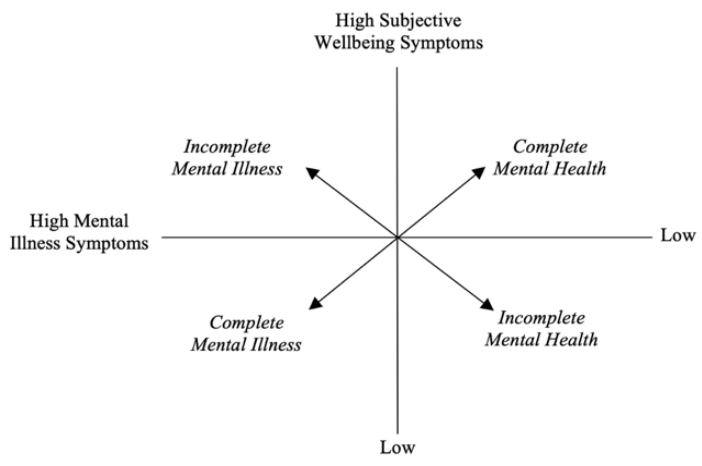 High Subjective
Wellbeing Symptoms
Incomplete
Mental Illness
Complete
Mental Health
High Mental
Illness Symptoms
Low
Complete
Mental Illness
Incomplete
Mental Health
Low